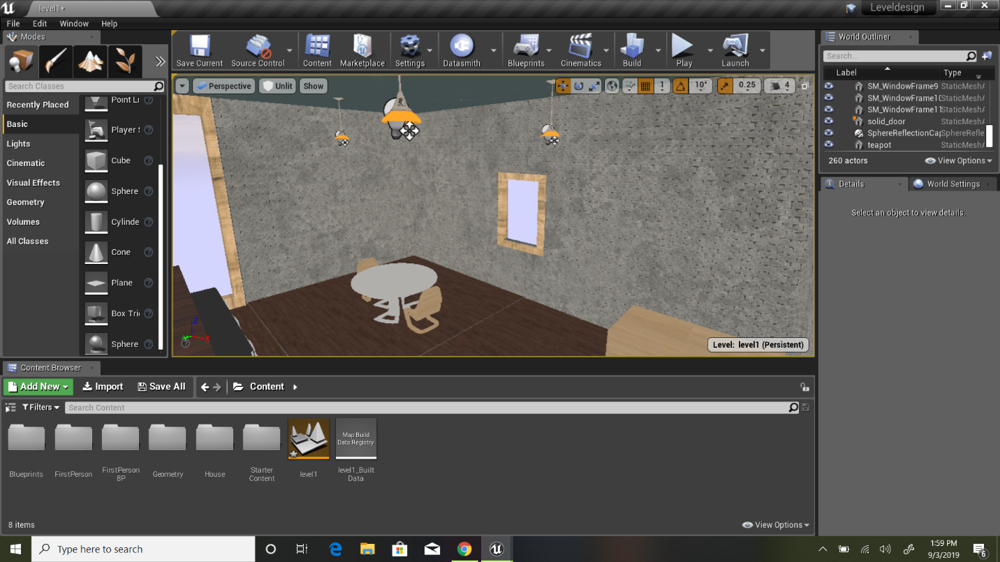 level1•
Leveldesign
File Edit Window Help
Modes
Search Classes
Recently Placed
Basic
Lights
Cinematic
Visual Effects
Geometry
Volumes
All Classes
Point Li
Player S
Cube
Sphere
Cylinde
Cone
Plane
Box Tri
Sphere
Save Current Source Control Content Marketplace Settings Datasmith Blueprints Cinematics Build Play Launch
Perspective Unlit Show 1 10° 0.25 4
Z
X
Y
Level: level1 (Persistent)
World Outliner
Search...
Label Type
SM_WindowFrame9 StaticMeshA
SM_WindowFrame10 StaticMeshA
SM_WindowFrame11 StaticMeshA
solid_door StaticMeshA
SphereReflectionCap SphereRefle
teapot StaticMeshA
260 actors View Options
Details World Settings
Select an object to view details.
Content Browser
Add New Import Save All Content
Filters Search Content
Map Build
Data Registry
Blueprints FirstPerson FirstPerson
BP Geometry House Starter
Content level1 level1_Built
Data
8 items View Options
Type here to search
1:59 PM
9/3/2019
6